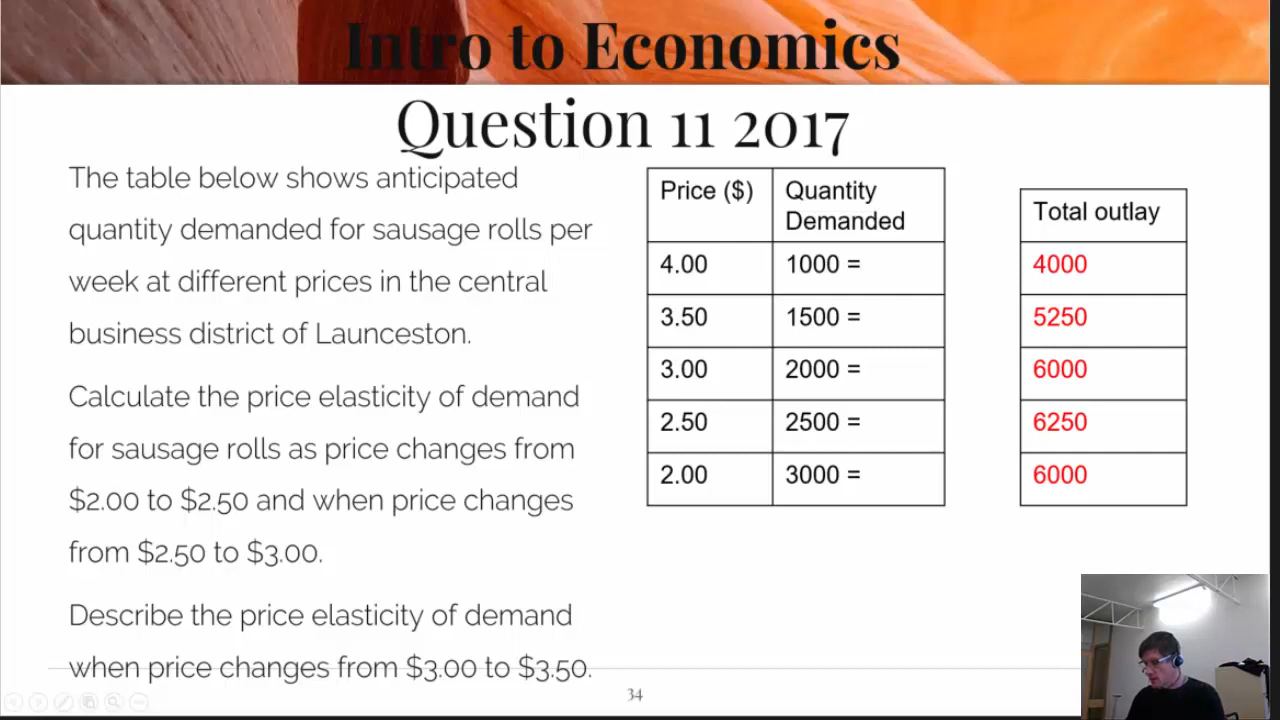 Intro to Economics
Question 11 2017
The table below shows anticipated
quantity demanded for sausage rolls per
week at different prices in the central
business district of Launceston.
Calculate the price elasticity of demand
for sausage rolls as price changes from
$2.00 to $2.50 and when price changes
from $2.50 to $3.00.
Describe the price elasticity of demand
when price changes from $3.00 to $3.50.
Price ($) Quantity Demanded Total outlay
4.00 1000 = 4000
3.50 1500 = 5250
3.00 2000 = 6000
2.50 2500 = 6250
2.00 3000 = 6000
34